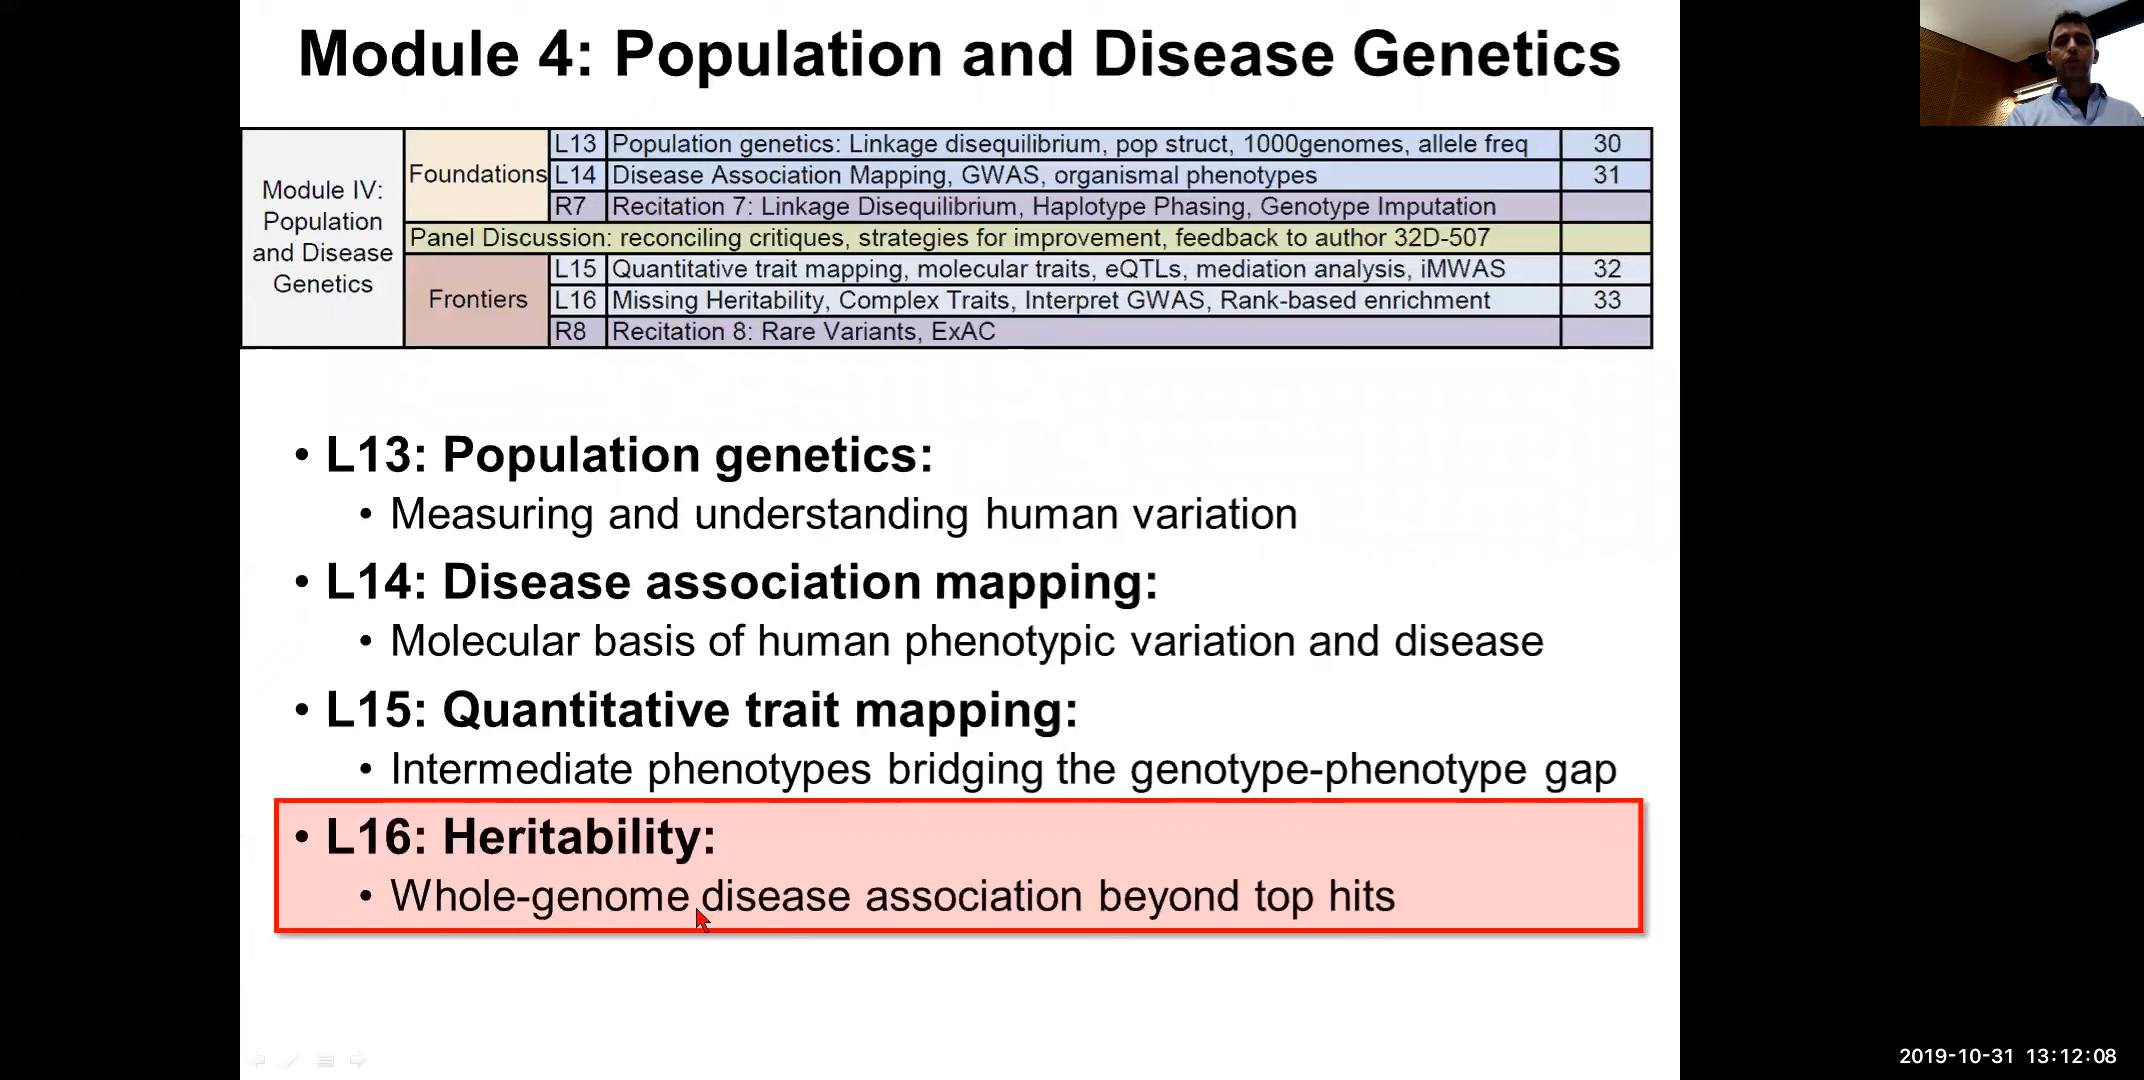 Module 4: Population and Disease Genetics
Module IV:
Population
and Disease
Genetics
Foundations
L13 Population genetics: Linkage disequilibrium, pop struct, 1000genomes, allele freq 30
L14 Disease Association Mapping, GWAS, organismal phenotypes 31
R7 Recitation 7: Linkage Disequilibrium, Haplotype Phasing, Genotype Imputation
Panel Discussion: reconciling critiques, strategies for improvement, feedback to author 32D-507
Frontiers
L15 Quantitative trait mapping, molecular traits, eQTLs, mediation analysis, iMWAS 32
L16 Missing Heritability, Complex Traits, Interpret GWAS, Rank-based enrichment 33
R8 Recitation 8: Rare Variants, ExAC
• L13: Population genetics:
• Measuring and understanding human variation
• L14: Disease association mapping:
• Molecular basis of human phenotypic variation and disease
• L15: Quantitative trait mapping:
• Intermediate phenotypes bridging the genotype-phenotype gap
• L16: Heritability:
• Whole-genome disease association beyond top hits
2019-10-31 13:12:08